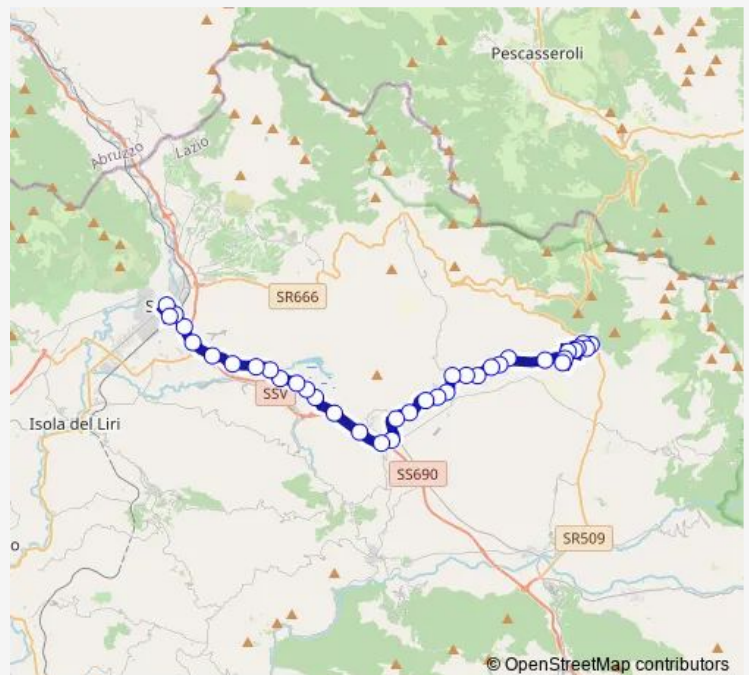 Pescasseroli
Abruzzo
Lazio
SR666
S
SSV
Isola del Liri
SS690
SR509
o
© OpenStreetMap contributors